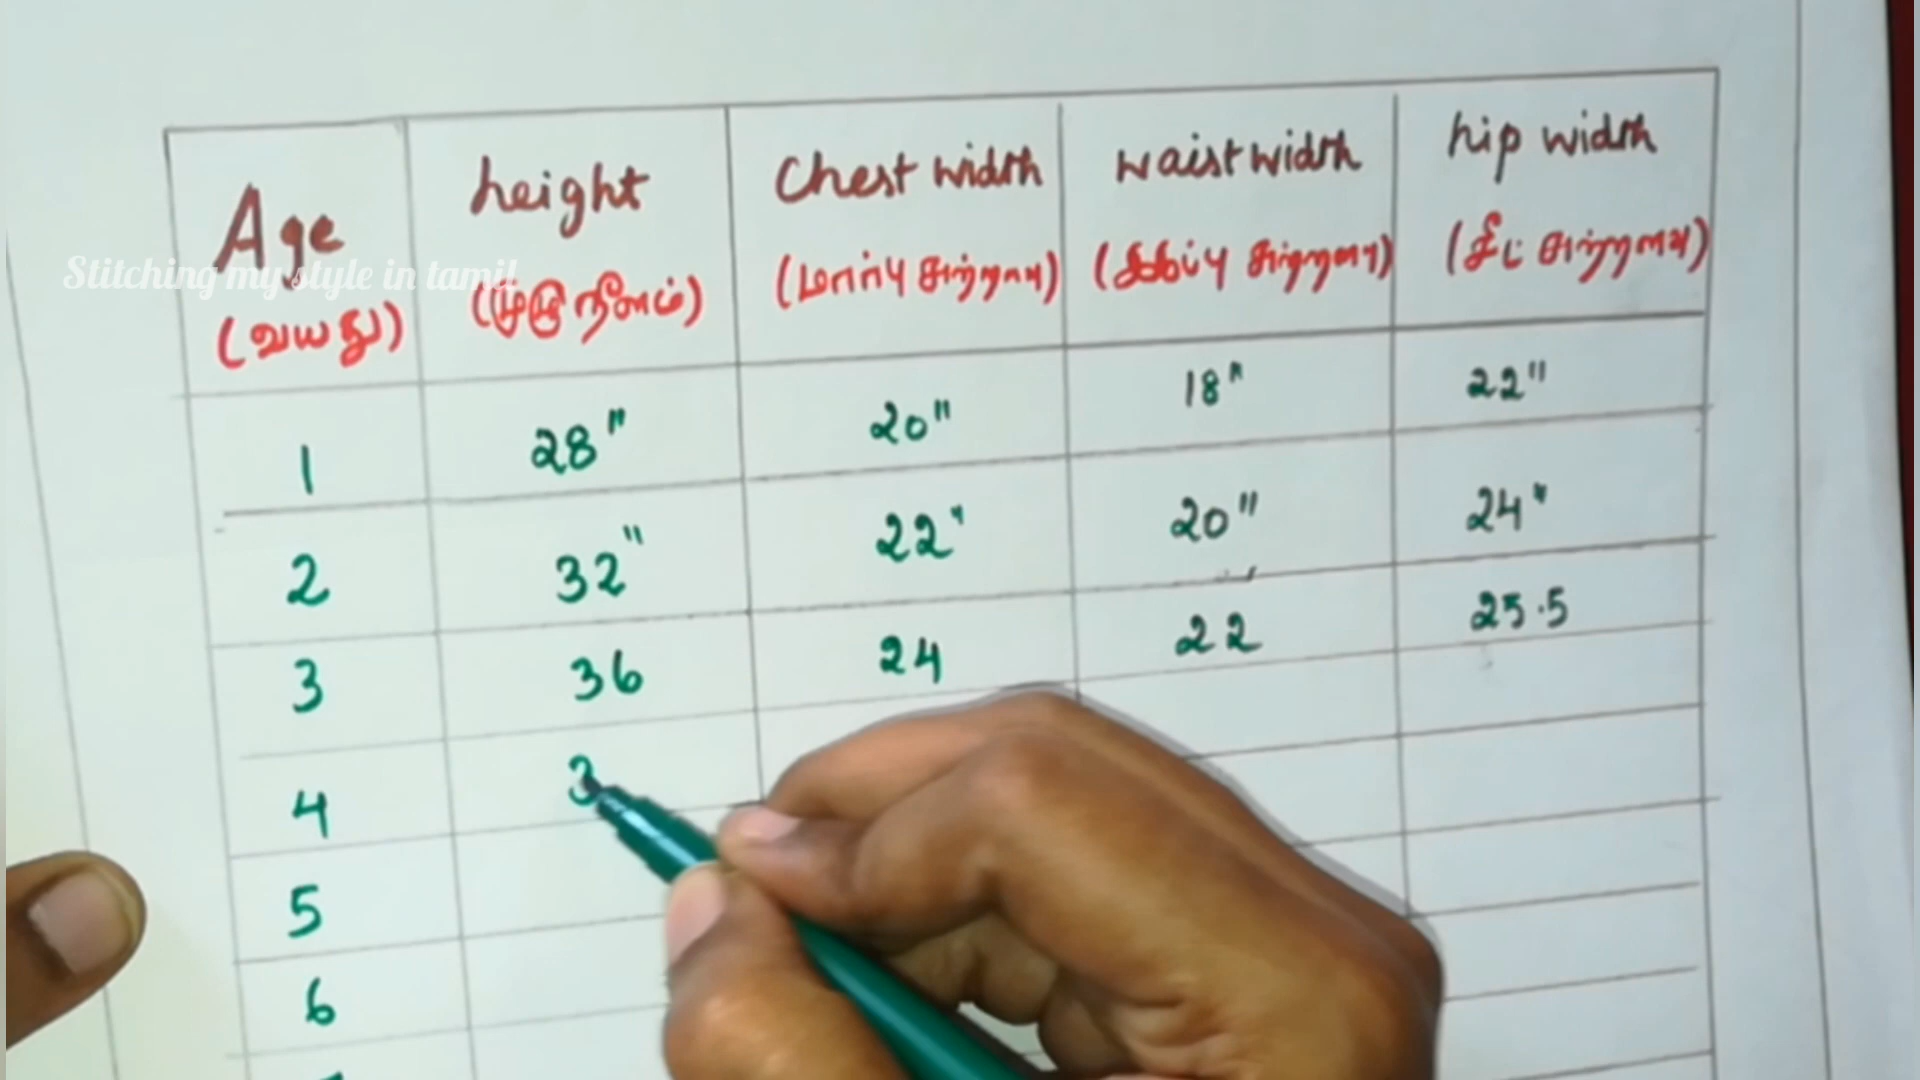 Age height Chest width waist width hip width
(வயது) (முழு நீளம்) (மார்பு சுற்றளவு) (இடுப்பு சுற்றளவு) (சீட் சுற்றளவு)
Stitching my style in tamil
1 28" 20" 18" 22"
2 32" 22" 20" 24"
3 36 24 22 25.5
4 3
5
6